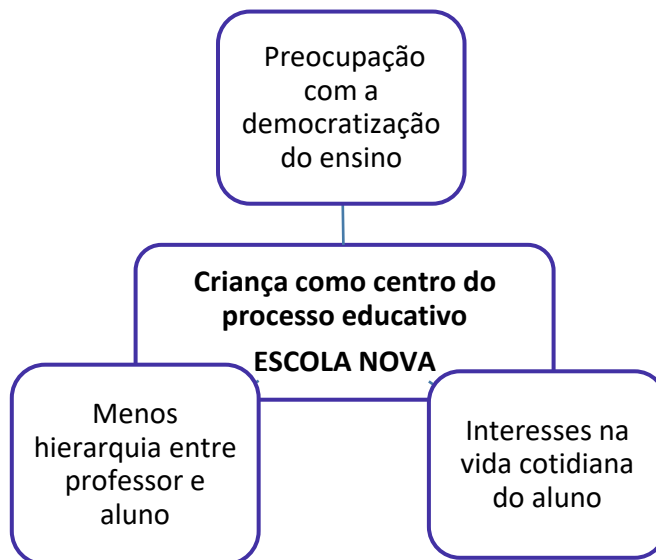 Preocupação
com a
democratização
do ensino
Criança como centro do
processo educativo
ESCOLA NOVA
Menos
hierarquia entre
professor e
aluno
Interesses na
vida cotidiana
do aluno